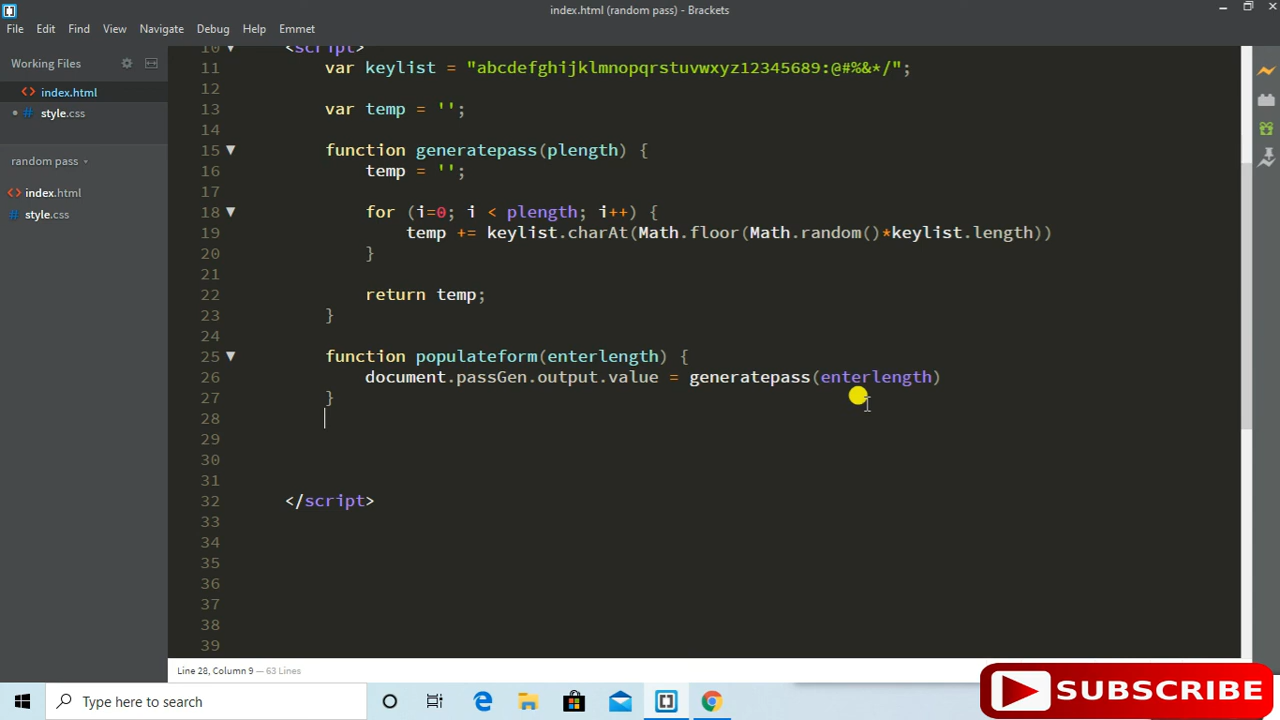 index.html (random pass) - Brackets
File Edit Find View Navigate Debug Help Emmet
Working Files
index.html
style.css
random pass
index.html
style.css
10 <script>
11 var keylist = "abcdefghijklmnopqrstuvwxyz12345689:@#%&*/";
12
13 var temp = '';
14
15 function generatepass(plength) {
16 temp = '';
17
18 for (i=0; i < plength; i++) {
19 temp += keylist.charAt(Math.floor(Math.random()*keylist.length))
20 }
21
22 return temp;
23 }
24
25 function populateform(enterlength) {
26 document.passGen.output.value = generatepass(enterlength)
27 }
28
29
30
31
32 </script>
33
34
35
36
37
38
39
Line 28, Column 9 — 63 Lines
Type here to search
SUBSCRIBE